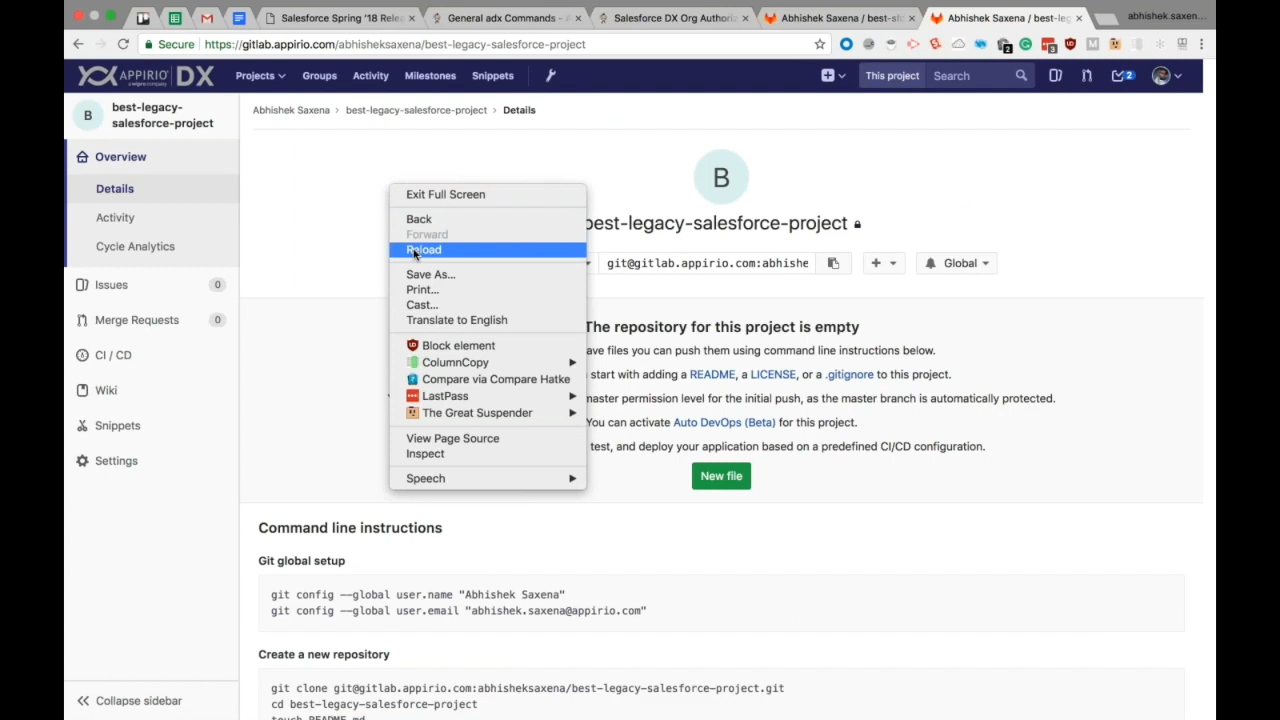 Salesforce Spring '18 Relea
General adx Commands – A
Salesforce DX Org Authoriz
Abhishek Saxena / best-sfo
Abhishek Saxena / best-leg
abhishek.saxen...
Secure
https://gitlab.appirio.com/abhisheksaxena/best-legacy-salesforce-project
APPIRIO DX
Projects
Groups
Activity
Milestones
Snippets
This project
Search
2
B
best-legacy-
salesforce-project
Overview
Details
Activity
Cycle Analytics
Issues
0
Merge Requests
0
CI / CD
Wiki
Snippets
Settings
Collapse sidebar
Abhishek Saxena > best-legacy-salesforce-project > Details
B
best-legacy-salesforce-project
git@gitlab.appirio.com:abhishe
Global
Exit Full Screen
Back
Forward
Reload
Save As...
Print...
Cast...
Translate to English
Block element
ColumnCopy
Compare via Compare Hatke
LastPass
The Great Suspender
View Page Source
Inspect
Speech
The repository for this project is empty
ave files you can push them using command line instructions below.
start with adding a README, a LICENSE, or a .gitignore to this project.
master permission level for the initial push, as the master branch is automatically protected.
You can activate Auto DevOps (Beta) for this project.
test, and deploy your application based on a predefined CI/CD configuration.
New file
Command line instructions
Git global setup
git config --global user.name "Abhishek Saxena"
git config --global user.email "abhishek.saxena@appirio.com"
Create a new repository
git clone git@gitlab.appirio.com:abhisheksaxena/best-legacy-salesforce-project.git
cd best-legacy-salesforce-project
touch README.md